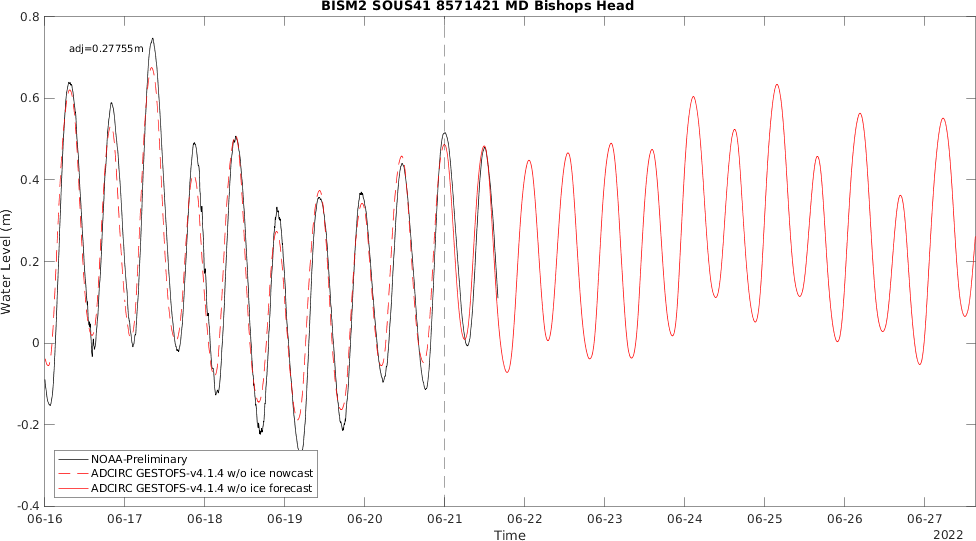 BISM2 SOUS41 8571421 MD Bishops Head
adj=0.27755m
0.8
0.6
0.4
0.2
0
-0.2
-0.4
Water Level (m)
NOAA-Preliminary
ADCIRC GESTOFS-v4.1.4 w/o ice nowcast
ADCIRC GESTOFS-v4.1.4 w/o ice forecast
06-16 06-17 06-18 06-19 06-20 06-21 06-22 06-23 06-24 06-25 06-26 06-27
Time
2022